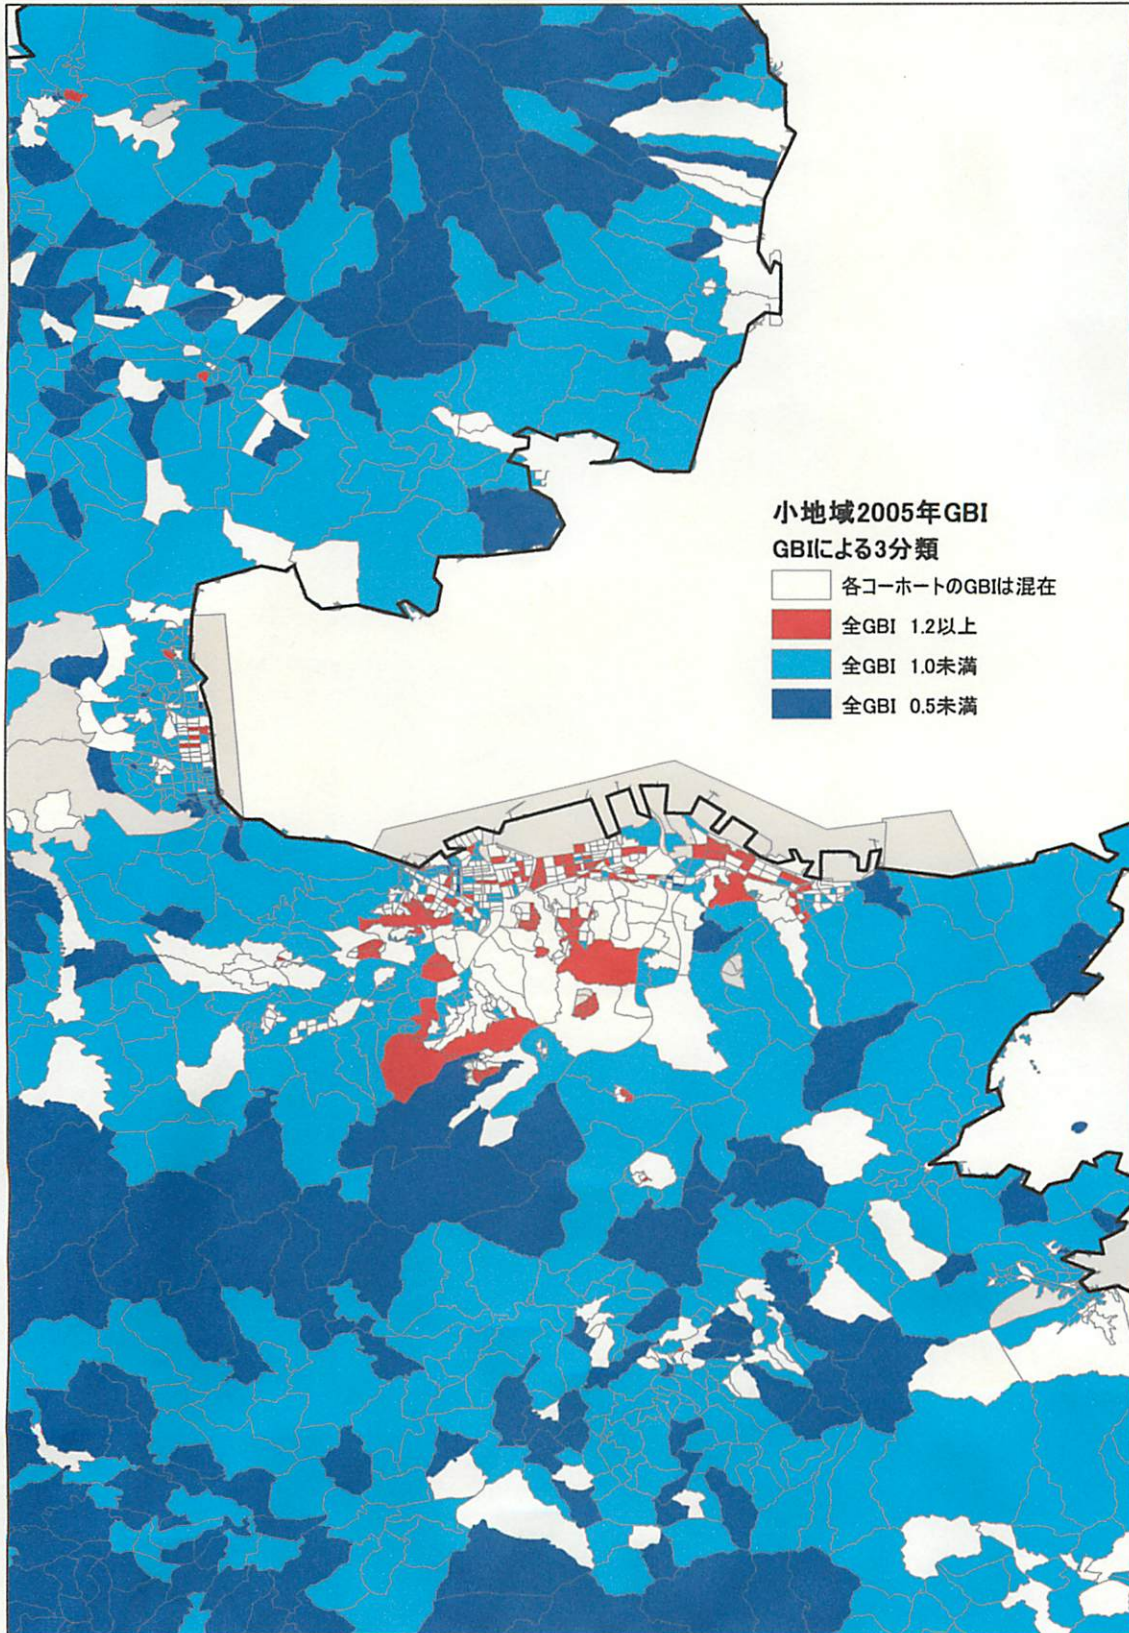 小地域2005年GBI
GBIによる3分類
各コーホートのGBIは混在
全GBI 1.2以上
全GBI 1.0未満
全GBI 0.5未満